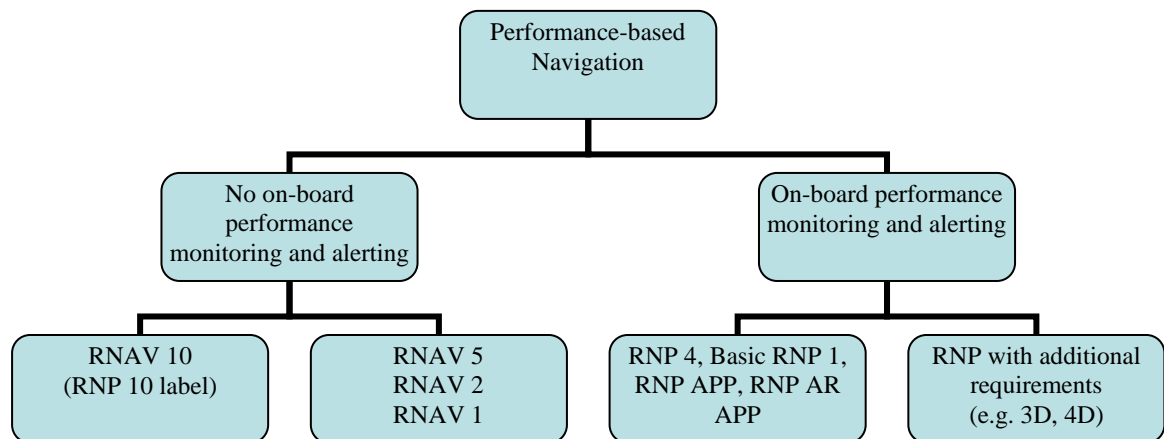 Performance-based
Navigation
No on-board
performance
monitoring and alerting
On-board performance
monitoring and alerting
RNAV 10
(RNP 10 label)
RNAV 5
RNAV 2
RNAV 1
RNP 4, Basic RNP 1,
RNP APP, RNP AR
APP
RNP with additional
requirements
(e.g. 3D, 4D)